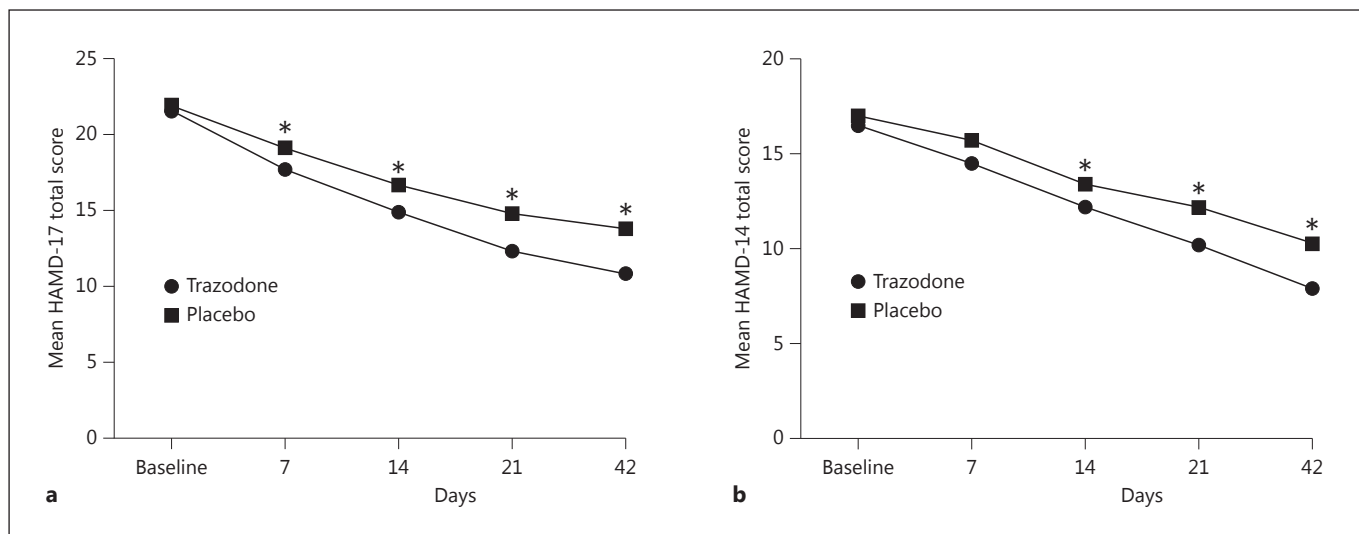 25
20
15
10
5
0
Mean HAMD-17 total score
*
*
*
*
Trazodone
Placebo
Baseline
7
14
21
42
Days
a
20
15
10
5
0
Mean HAMD-14 total score
*
*
*
Trazodone
Placebo
Baseline
7
14
21
42
Days
b